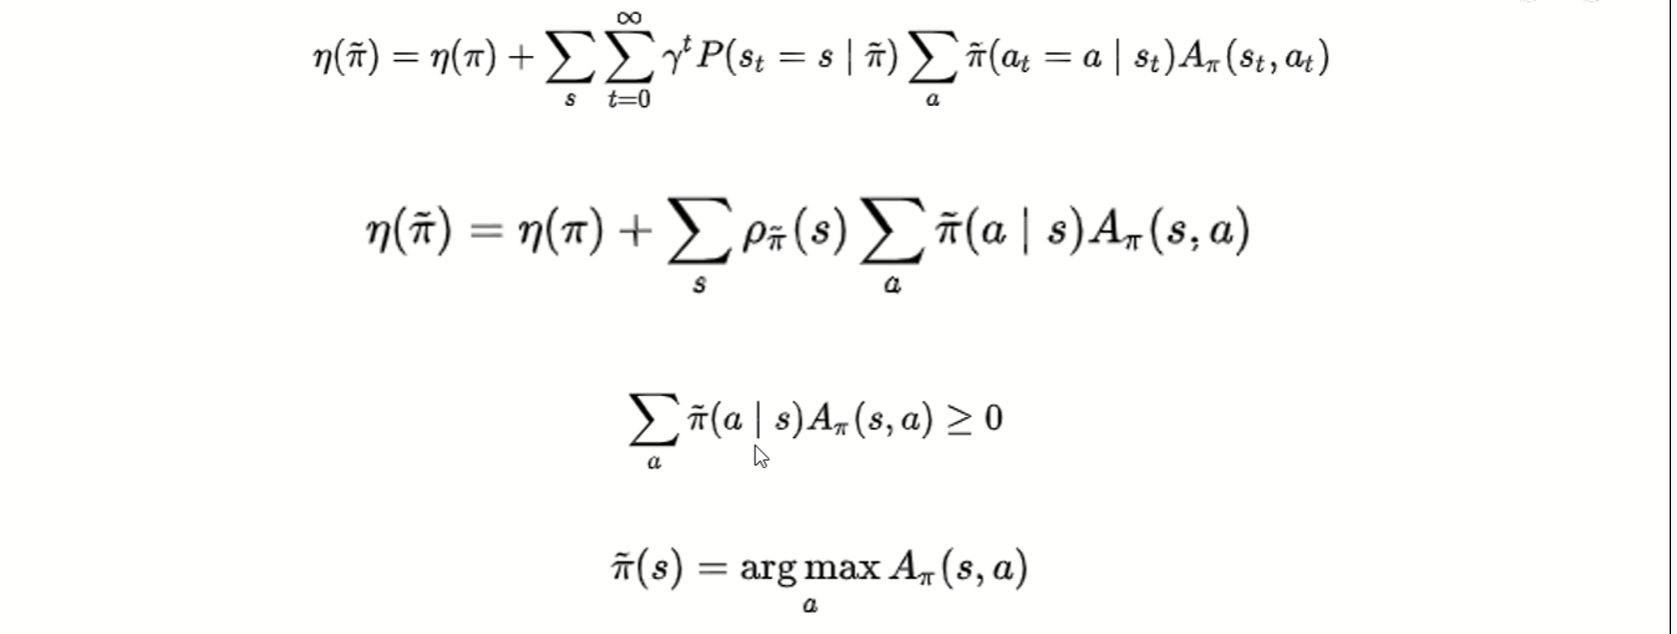 η(π̃) = η(π) + ∑_s ∑_{t=0}^{∞} γ^t P(s_t = s | π̃) ∑_a π̃(a_t = a | s_t) A_π(s_t, a_t)
η(π̃) = η(π) + ∑_s ρ_π̃(s) ∑_a π̃(a | s) A_π(s, a)
∑_a π̃(a | s) A_π(s, a) ≥ 0
π̃(s) = arg max_a A_π(s, a)